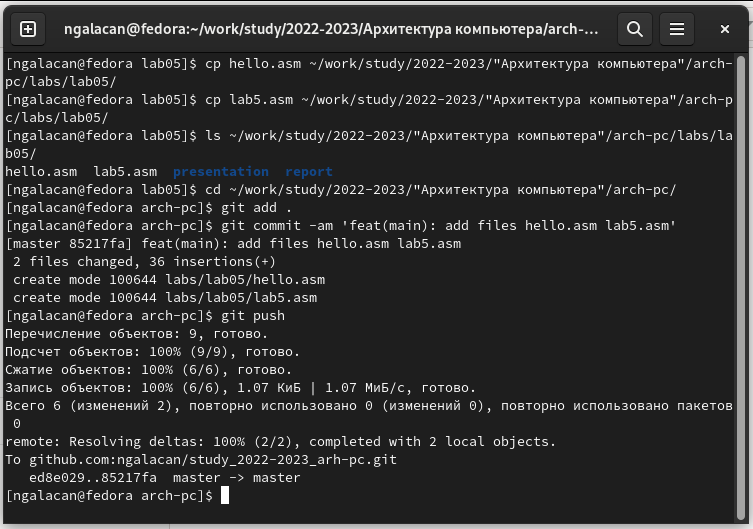 ngalacan@fedora:~/work/study/2022-2023/Архитектура компьютера/arch-...
[ngalacan@fedora lab05]$ cp hello.asm ~/work/study/2022-2023/"Архитектура компьютера"/arch-
pc/labs/lab05/
[ngalacan@fedora lab05]$ cp lab5.asm ~/work/study/2022-2023/"Архитектура компьютера"/arch-p
c/labs/lab05/
[ngalacan@fedora lab05]$ ls ~/work/study/2022-2023/"Архитектура компьютера"/arch-pc/labs/la
b05/
hello.asm  lab5.asm  presentation  report
[ngalacan@fedora lab05]$ cd ~/work/study/2022-2023/"Архитектура компьютера"/arch-pc/
[ngalacan@fedora arch-pc]$ git add .
[ngalacan@fedora arch-pc]$ git commit -am 'feat(main): add files hello.asm lab5.asm'
[master 85217fa] feat(main): add files hello.asm lab5.asm
 2 files changed, 36 insertions(+)
 create mode 100644 labs/lab05/hello.asm
 create mode 100644 labs/lab05/lab5.asm
[ngalacan@fedora arch-pc]$ git push
Перечисление объектов: 9, готово.
Подсчет объектов: 100% (9/9), готово.
Сжатие объектов: 100% (6/6), готово.
Запись объектов: 100% (6/6), 1.07 КиБ | 1.07 МиБ/с, готово.
Всего 6 (изменений 2), повторно использовано 0 (изменений 0), повторно использовано пакетов
 0
remote: Resolving deltas: 100% (2/2), completed with 2 local objects.
To github.com:ngalacan/study_2022-2023_arh-pc.git
   ed8e029..85217fa  master -> master
[ngalacan@fedora arch-pc]$